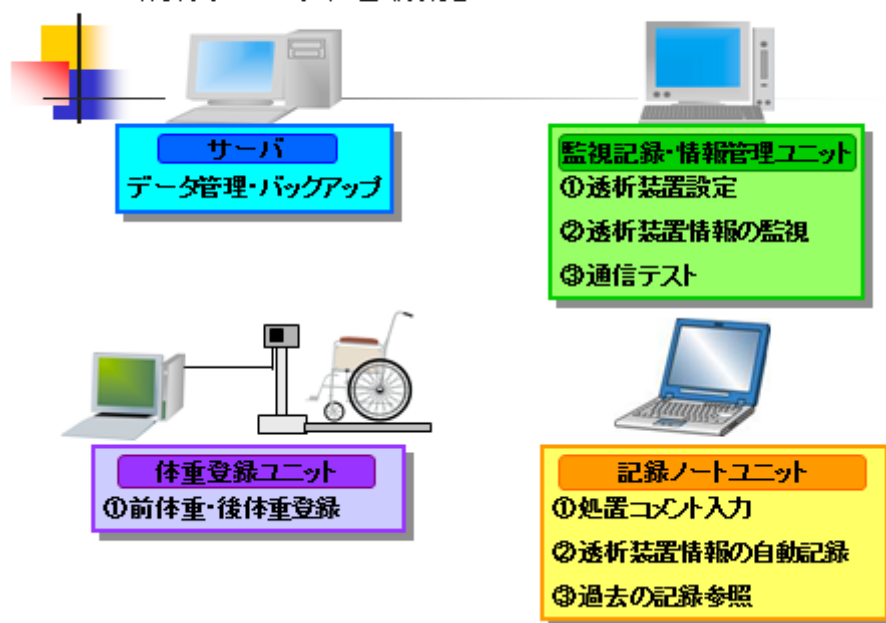 サーバ
データ管理・バックアップ
監視記録・情報管理ユニット
①透析装置設定
②透析装置情報の監視
③通信テスト
体重登録ユニット
①前体重・後体重登録
記録ノートユニット
①処置コメント入力
②透析装置情報の自動記録
③過去の記録参照